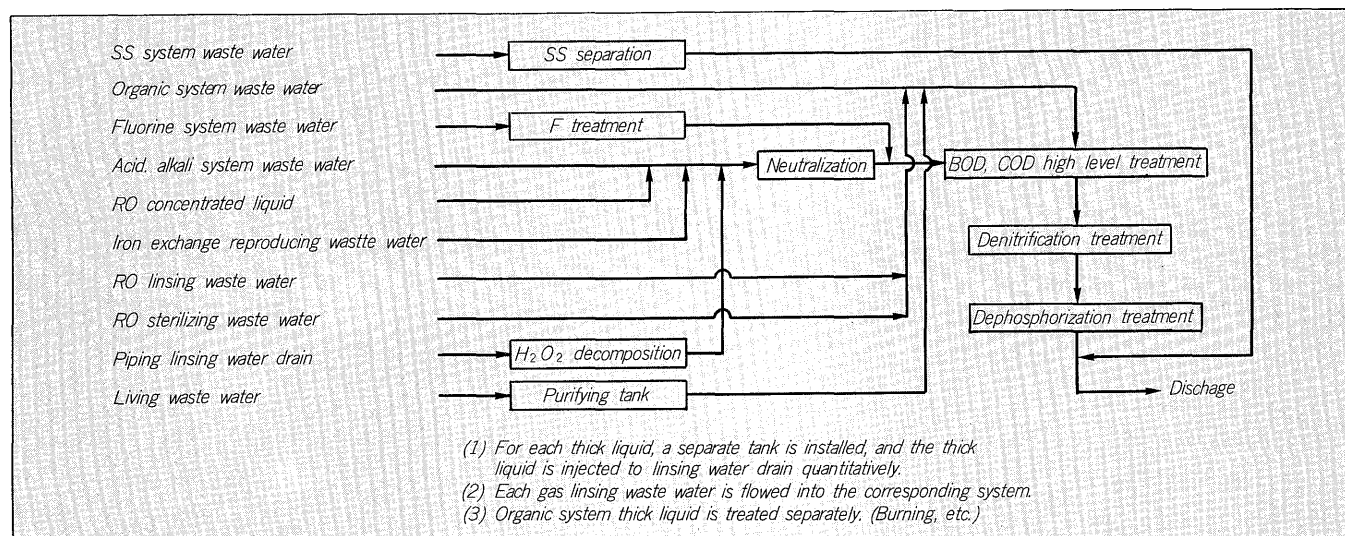 SS system waste water
SS separation
Organic system waste water
Fluorine system waste water
F treatment
Acid. alkali system waste water
Neutralization
BOD, COD high level treatment
RO concentrated liquid
Iron exchange reproducing wastte water
Denitrification treatment
RO linsing waste water
RO sterilizing waste water
Dephosphorization treatment
Piping linsing water drain
H₂O₂ decomposition
Living waste water
Purifying tank
Dischage
(1) For each thick liquid, a separate tank is installed, and the thick
liquid is injected to linsing water drain quantitatively.
(2) Each gas linsing waste water is flowed into the corresponding system.
(3) Organic system thick liquid is treated separately. (Burning, etc.)